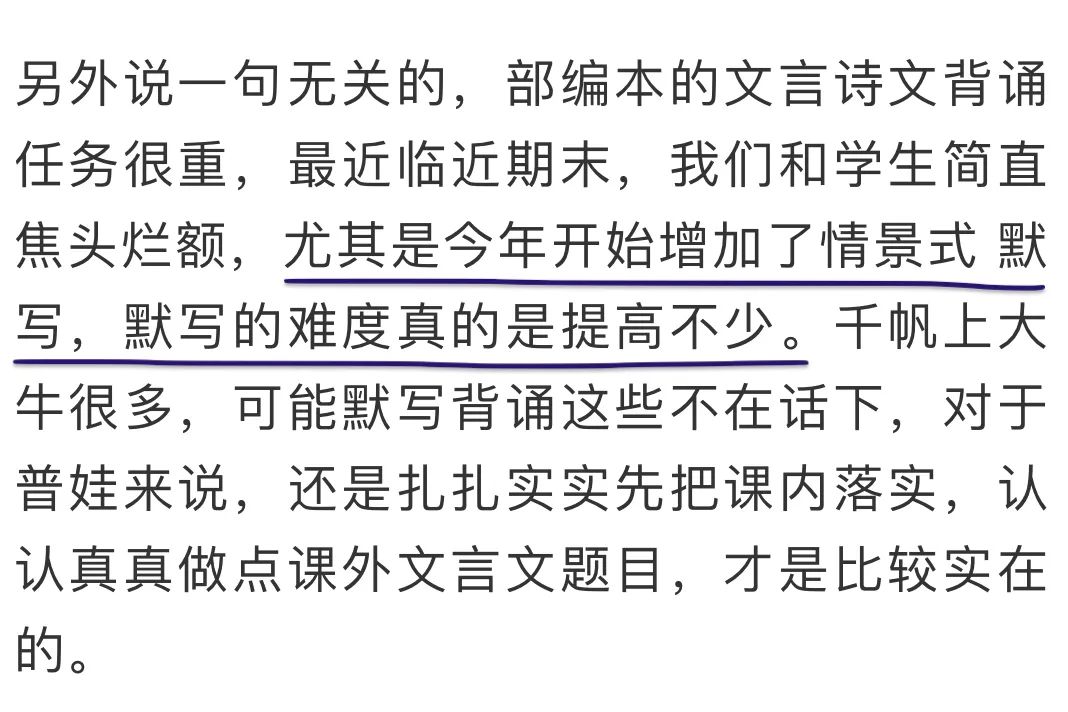 另外说一句无关的，部编本的文言诗文背诵
任务很重，最近临近期末，我们和学生简直
焦头烂额，尤其是今年开始增加了情景式 默
写，默写的难度真的是提高不少。千帆上大
牛很多，可能默写背诵这些不在话下，对于
普娃来说，还是扎扎实实先把课内落实，认
认真真做点课外文言文题目，才是比较实在
的。